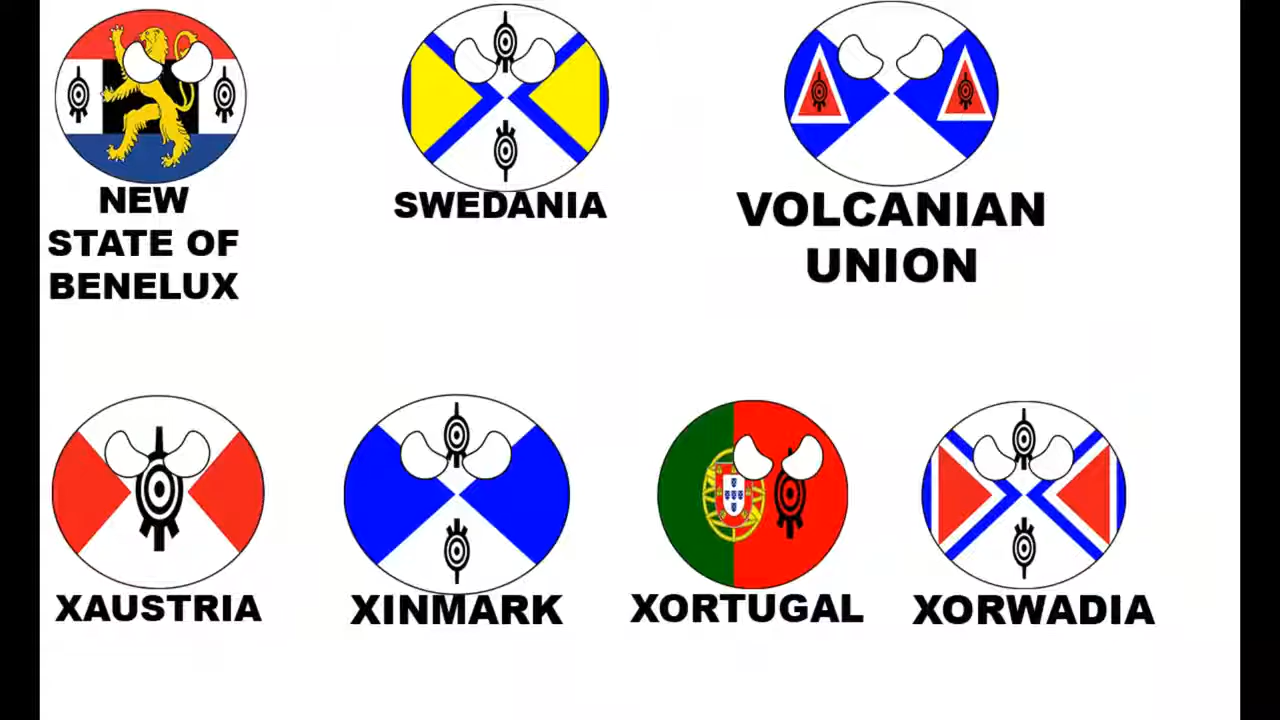 NEW
STATE OF
BENELUX
SWEDANIA
VOLCANIAN
UNION
XAUSTRIA
XINMARK
XORTUGAL
XORWADIA